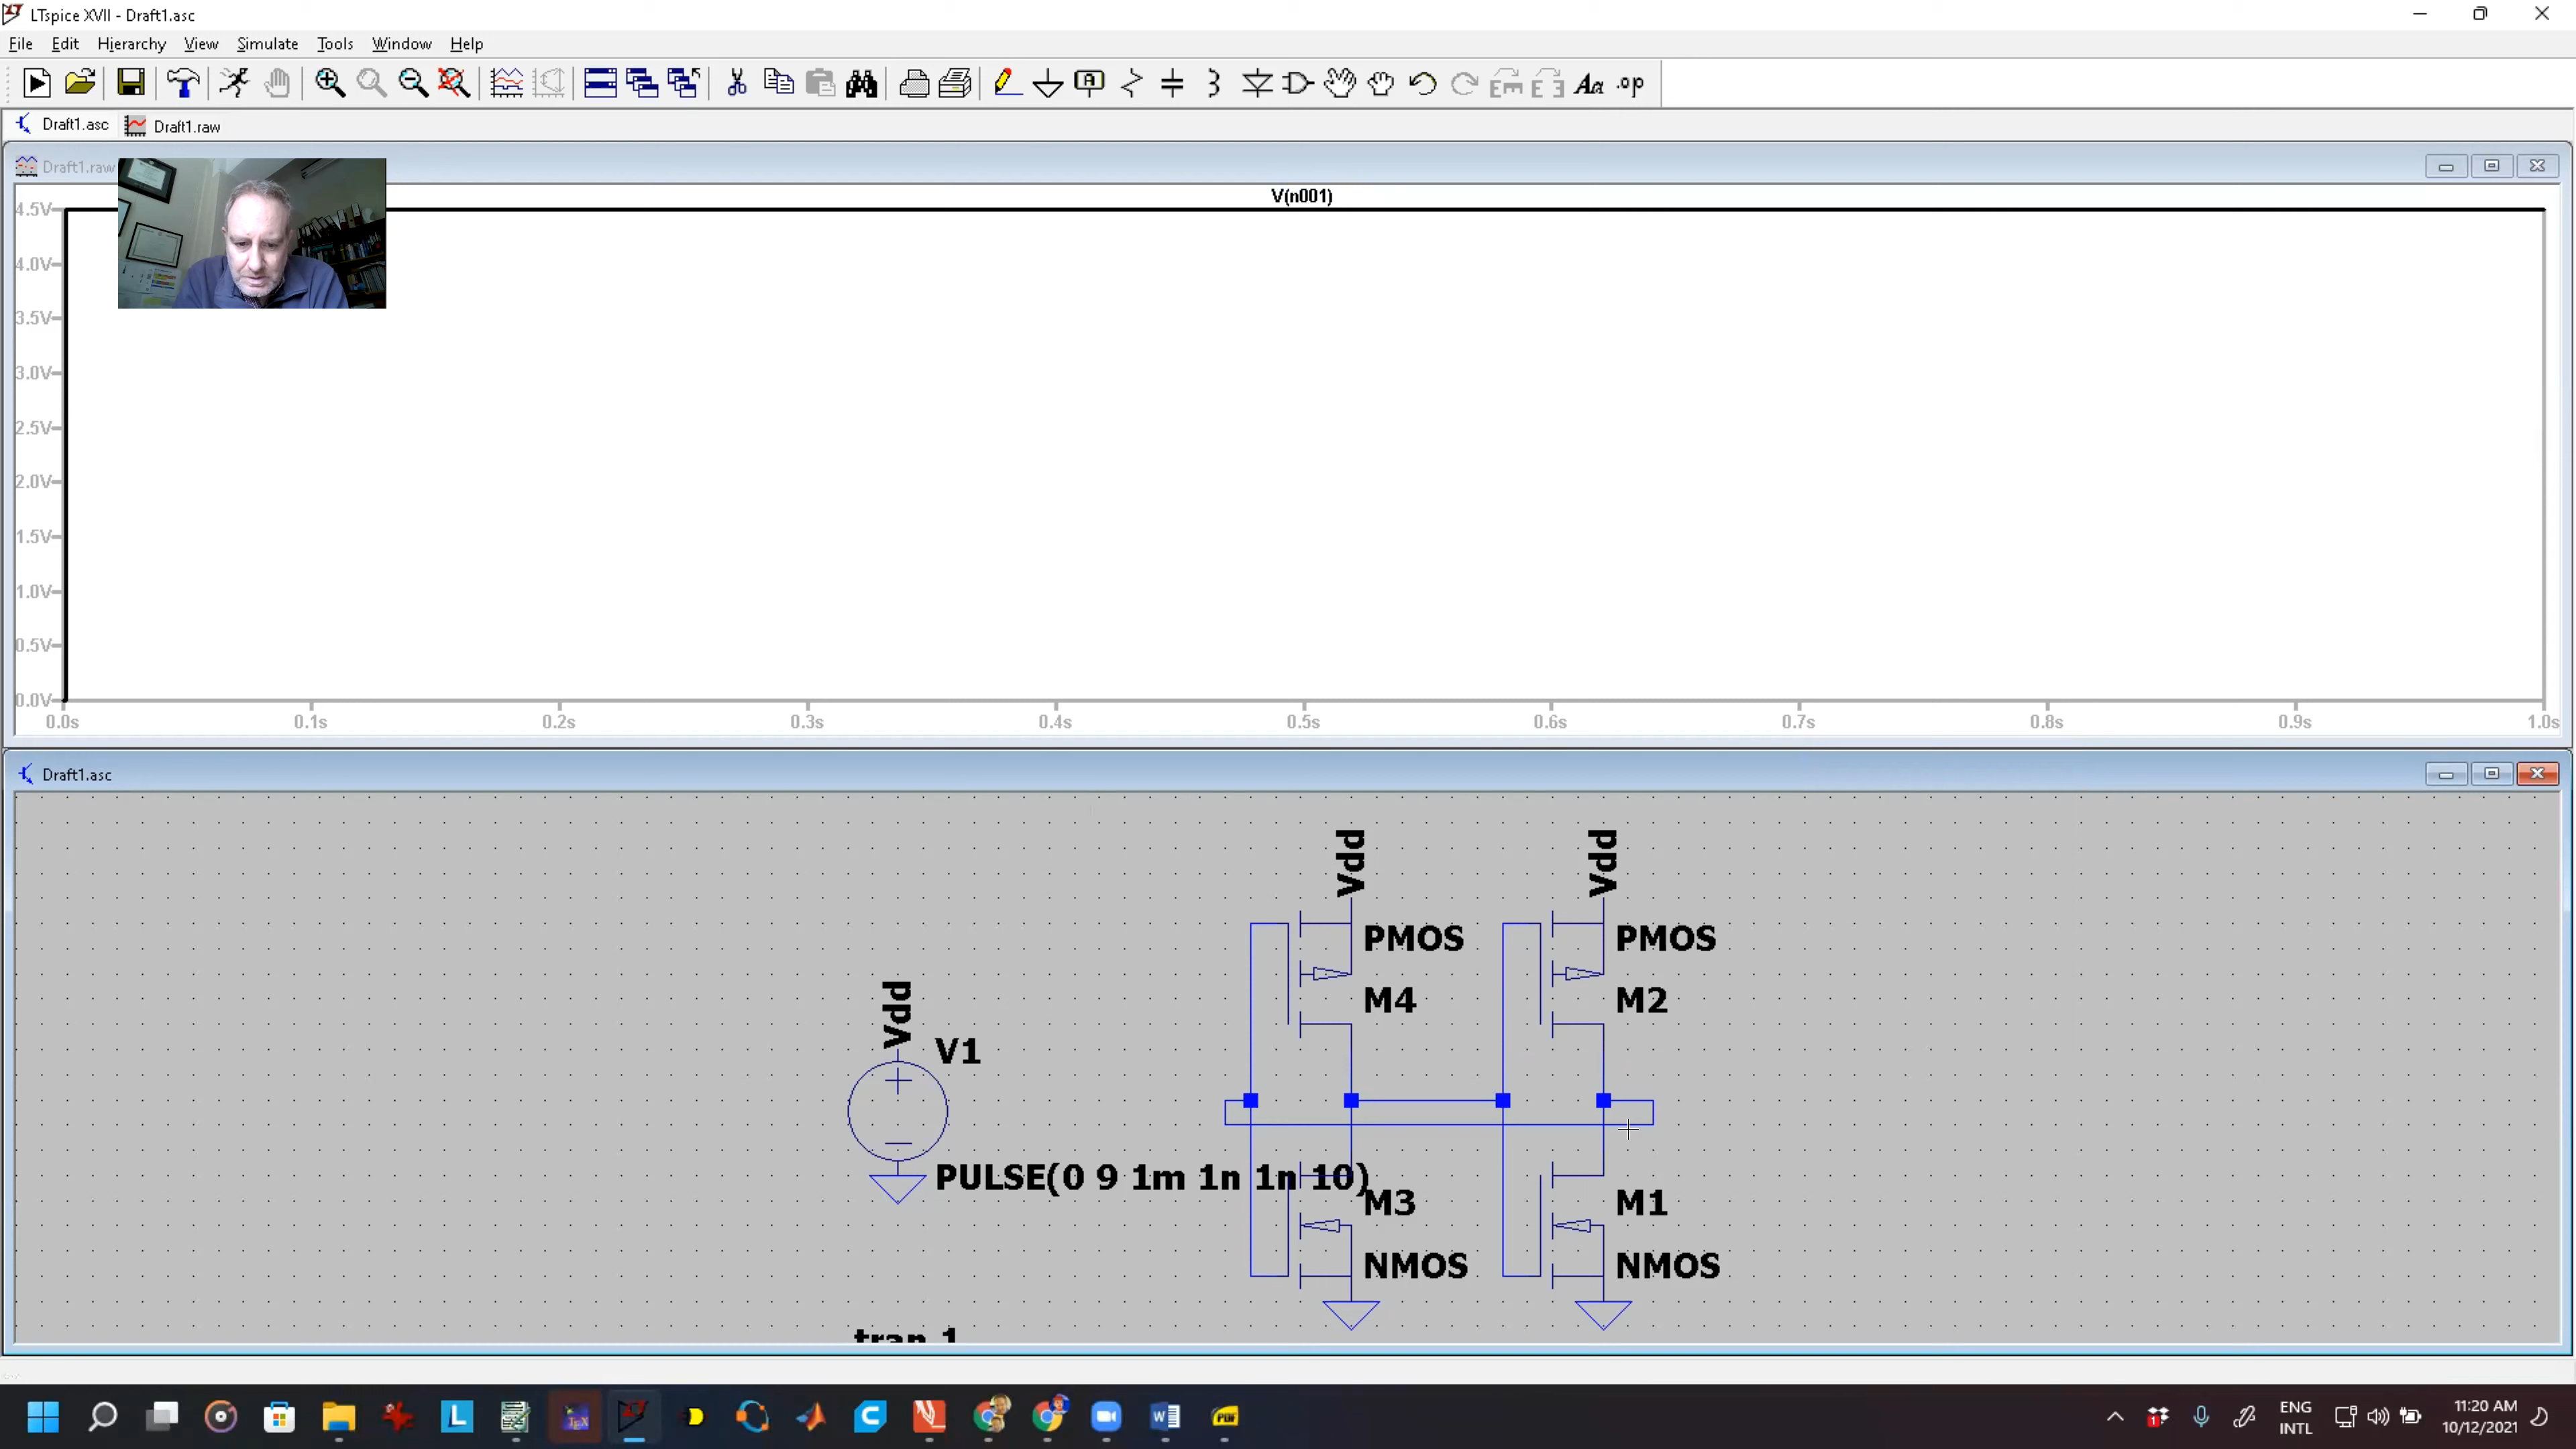 LTspice XVII - Draft1.asc
File Edit Hierarchy View Simulate Tools Window Help
A Aa .op
Draft1.asc Draft1.raw
Draft1.raw
V(n001)
4.5V
4.0V
3.5V
3.0V
2.5V
2.0V
1.5V
1.0V
0.5V
0.0V
0.0s 0.1s 0.2s 0.3s 0.4s 0.5s 0.6s 0.7s 0.8s 0.9s 1.0s
Draft1.asc
Vdd Vdd
PMOS PMOS
M4 M2
Vdd
V1
PULSE(0 9 1m 1n 1n 10)
M3 M1
NMOS NMOS
tran 1
ENG 11:20 AM
INTL 10/12/2021